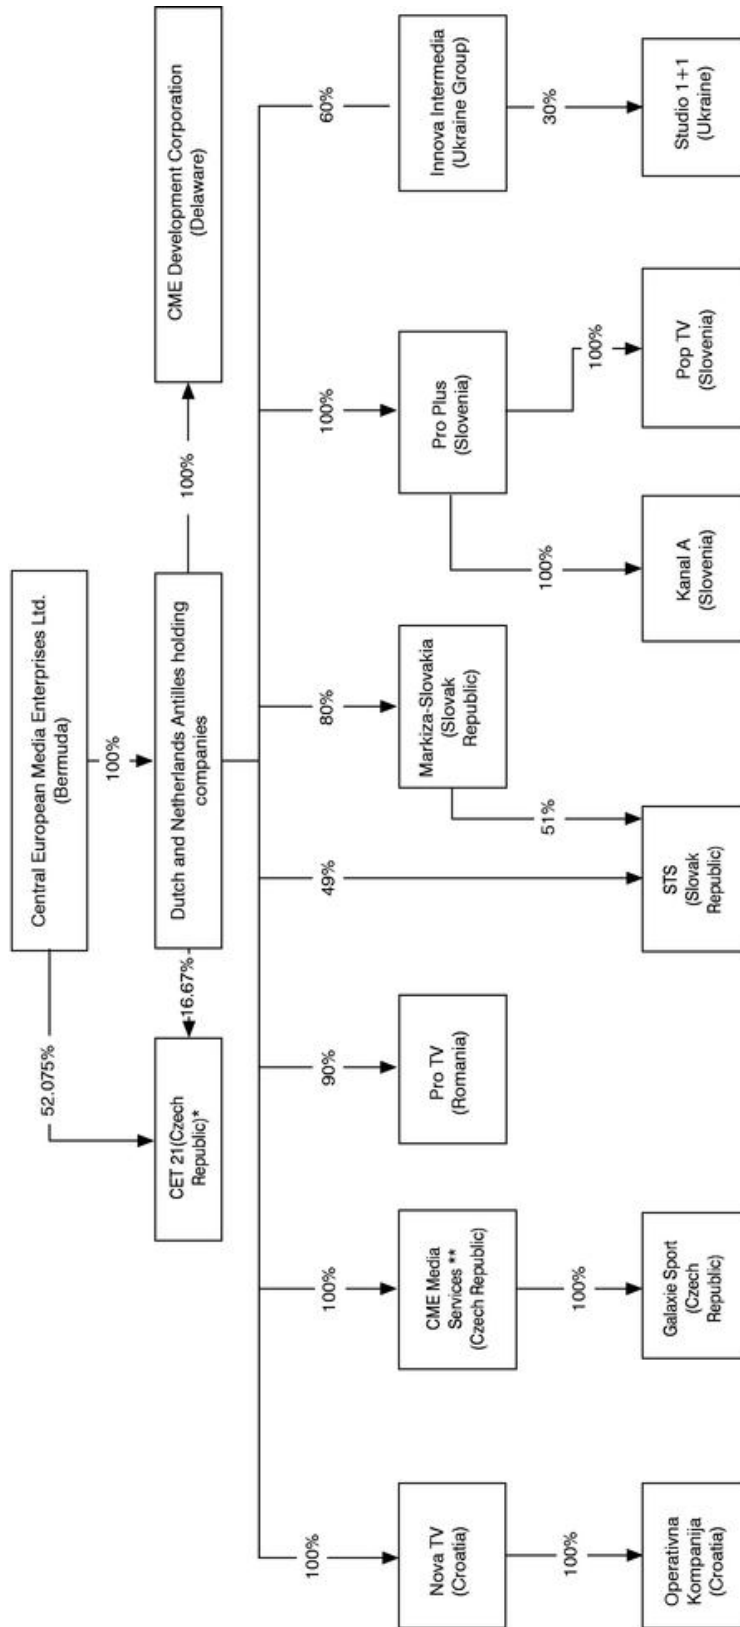 Central European Media Enterprises Ltd.
(Bermuda)
52.075%
100%
CET 21(Czech
Republic)*
16.67%
Dutch and Netherlands Antilles holding
companies
100%
CME Development Corporation
(Delaware)
100%
100%
90%
49%
80%
100%
60%
Nova TV
(Croatia)
CME Media
Services **
(Czech Republic)
Pro TV
(Romania)
Markiza-Slovakia
(Slovak
Republic)
Pro Plus
(Slovenia)
Innova Intermedia
(Ukraine Group)
100%
100%
51%
100%
100%
30%
Operativna
Kompanija
(Croatia)
Galaxie Sport
(Czech
Republic)
STS
(Slovak
Republic)
Kanal A
(Slovenia)
Pop TV
(Slovenia)
Studio 1+1
(Ukraine)